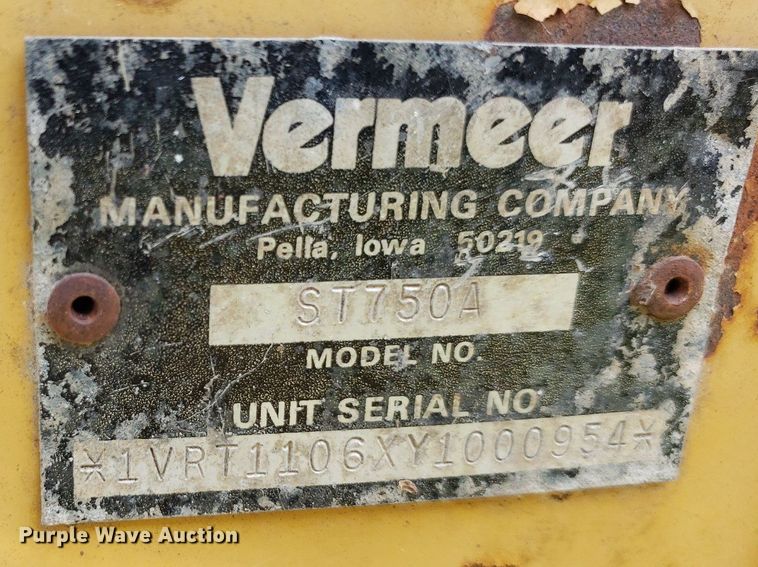 Vermeer
MANUFACTURING COMPANY
Pella, Iowa 50219
ST750A
MODEL NO.
UNIT SERIAL NO.
*1VRT1106XY1000954*
Purple Wave Auction